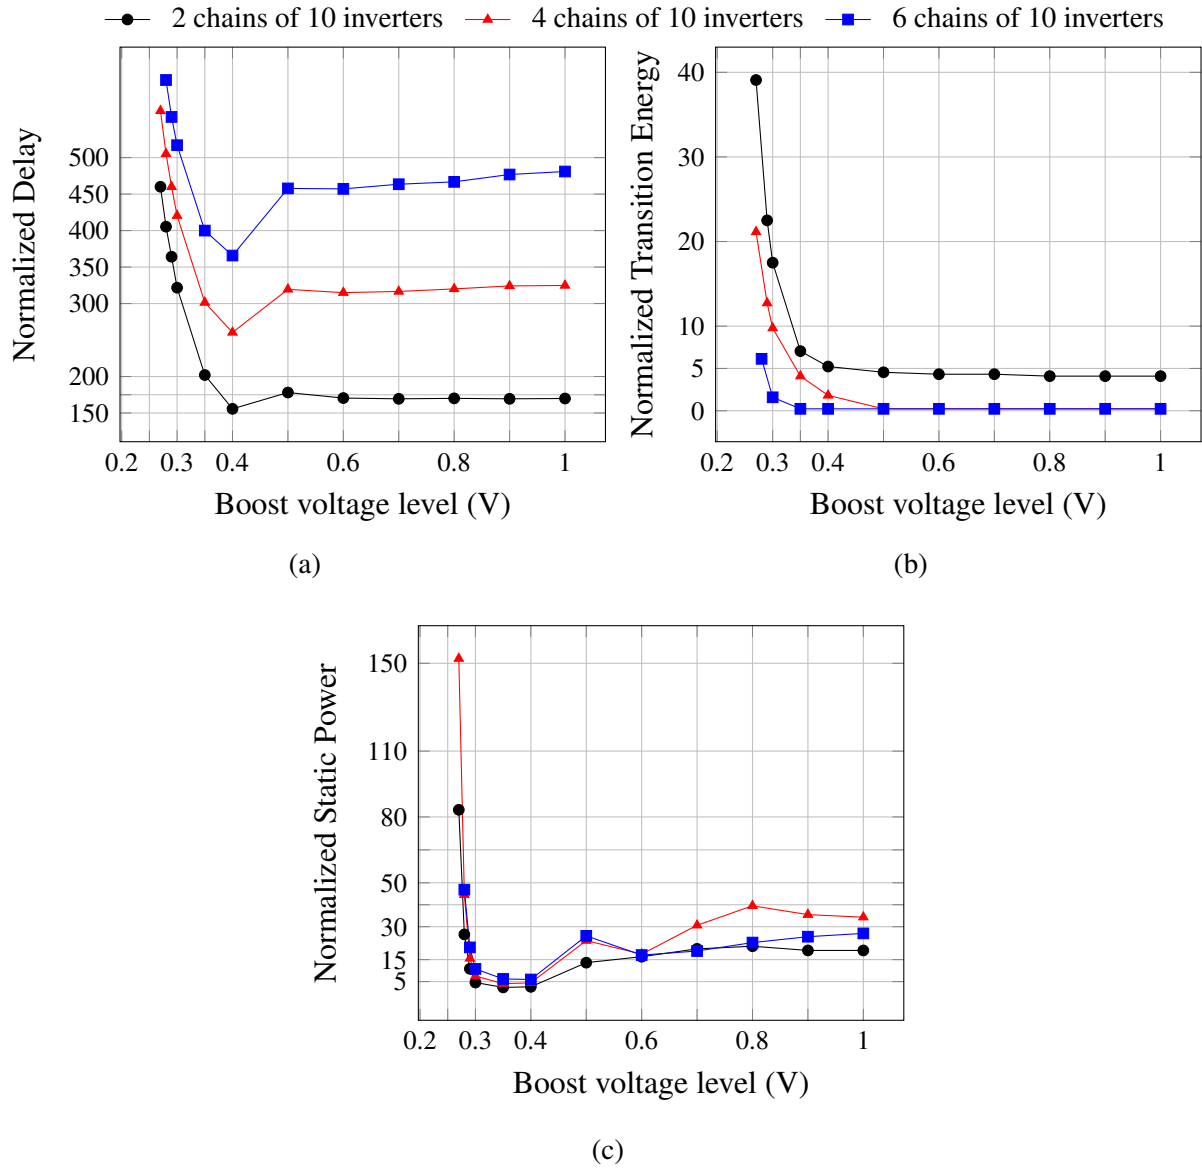 2 chains of 10 inverters 4 chains of 10 inverters 6 chains of 10 inverters
Normalized Delay
500
450
400
350
300
200
150
0.2 0.3 0.4 0.6 0.8 1
Boost voltage level (V)
(a)
Normalized Transition Energy
40
30
20
10
5
0
0.2 0.3 0.4 0.6 0.8 1
Boost voltage level (V)
(b)
Normalized Static Power
150
110
80
50
30
15
5
0.2 0.3 0.4 0.6 0.8 1
Boost voltage level (V)
(c)